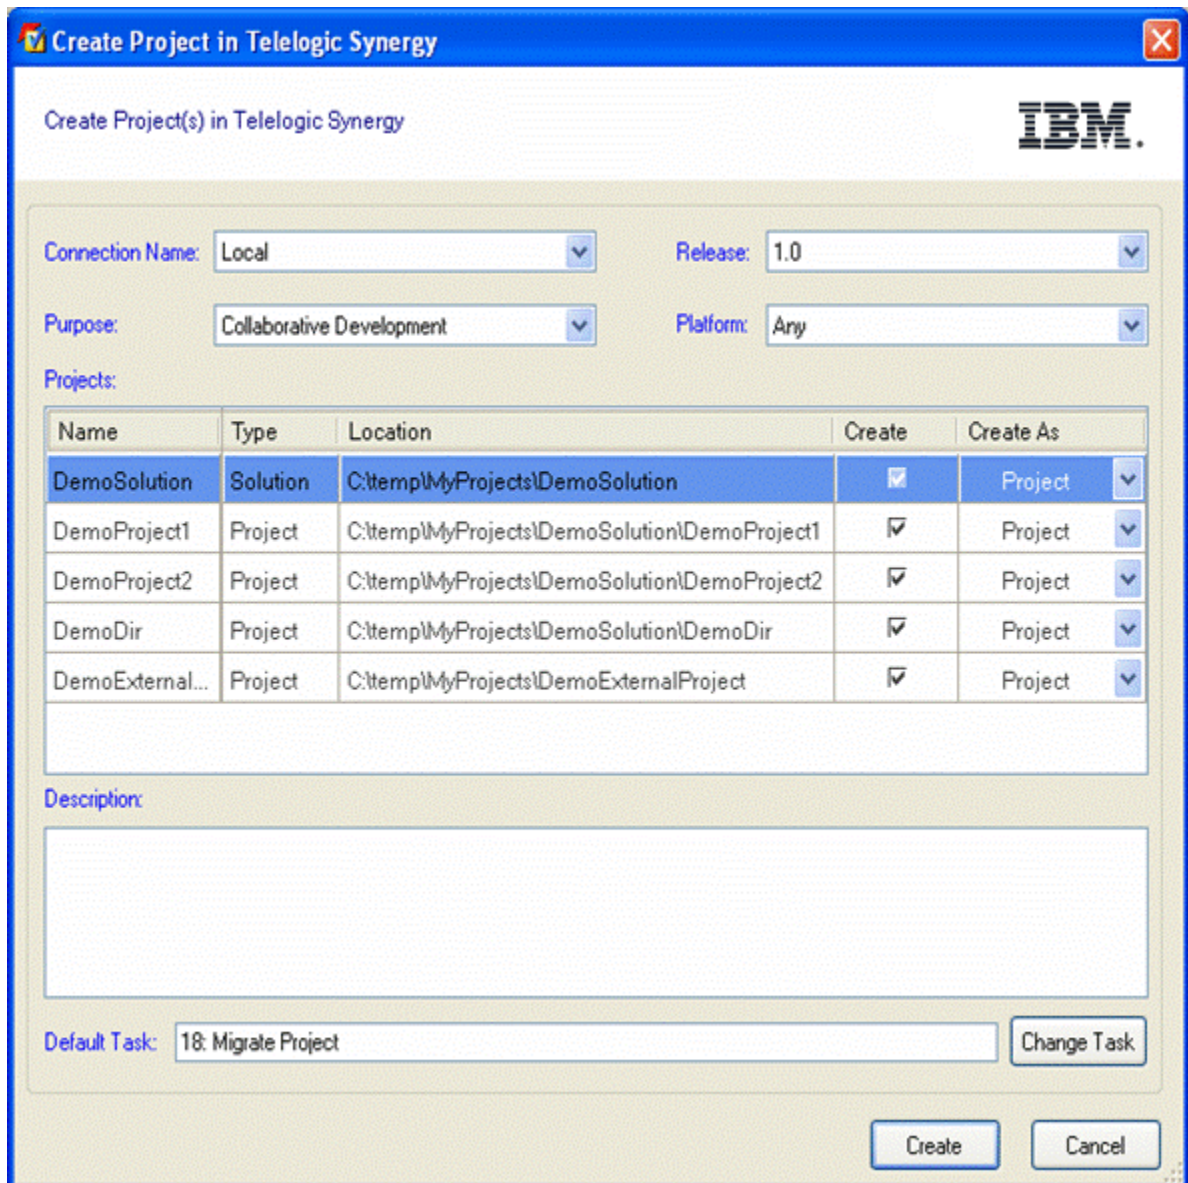 Create Project in Telelogic Synergy
Create Project(s) in Telelogic Synergy
IBM.
Connection Name: Local Release: 1.0
Purpose: Collaborative Development Platform: Any
Projects:
Name Type Location Create Create As
DemoSolution Solution C:\temp\MyProjects\DemoSolution Project
DemoProject1 Project C:\temp\MyProjects\DemoSolution\DemoProject1 Project
DemoProject2 Project C:\temp\MyProjects\DemoSolution\DemoProject2 Project
DemoDir Project C:\temp\MyProjects\DemoSolution\DemoDir Project
DemoExternal... Project C:\temp\MyProjects\DemoExternalProject Project
Description:
Default Task: 18: Migrate Project Change Task
Create Cancel